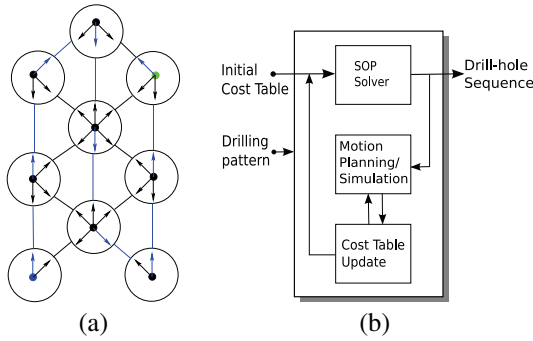 Initial
Cost Table
SOP
Solver
Drill-hole
Sequence
Drilling
pattern
Motion
Planning/
Simulation
Cost Table
Update
(a)
(b)